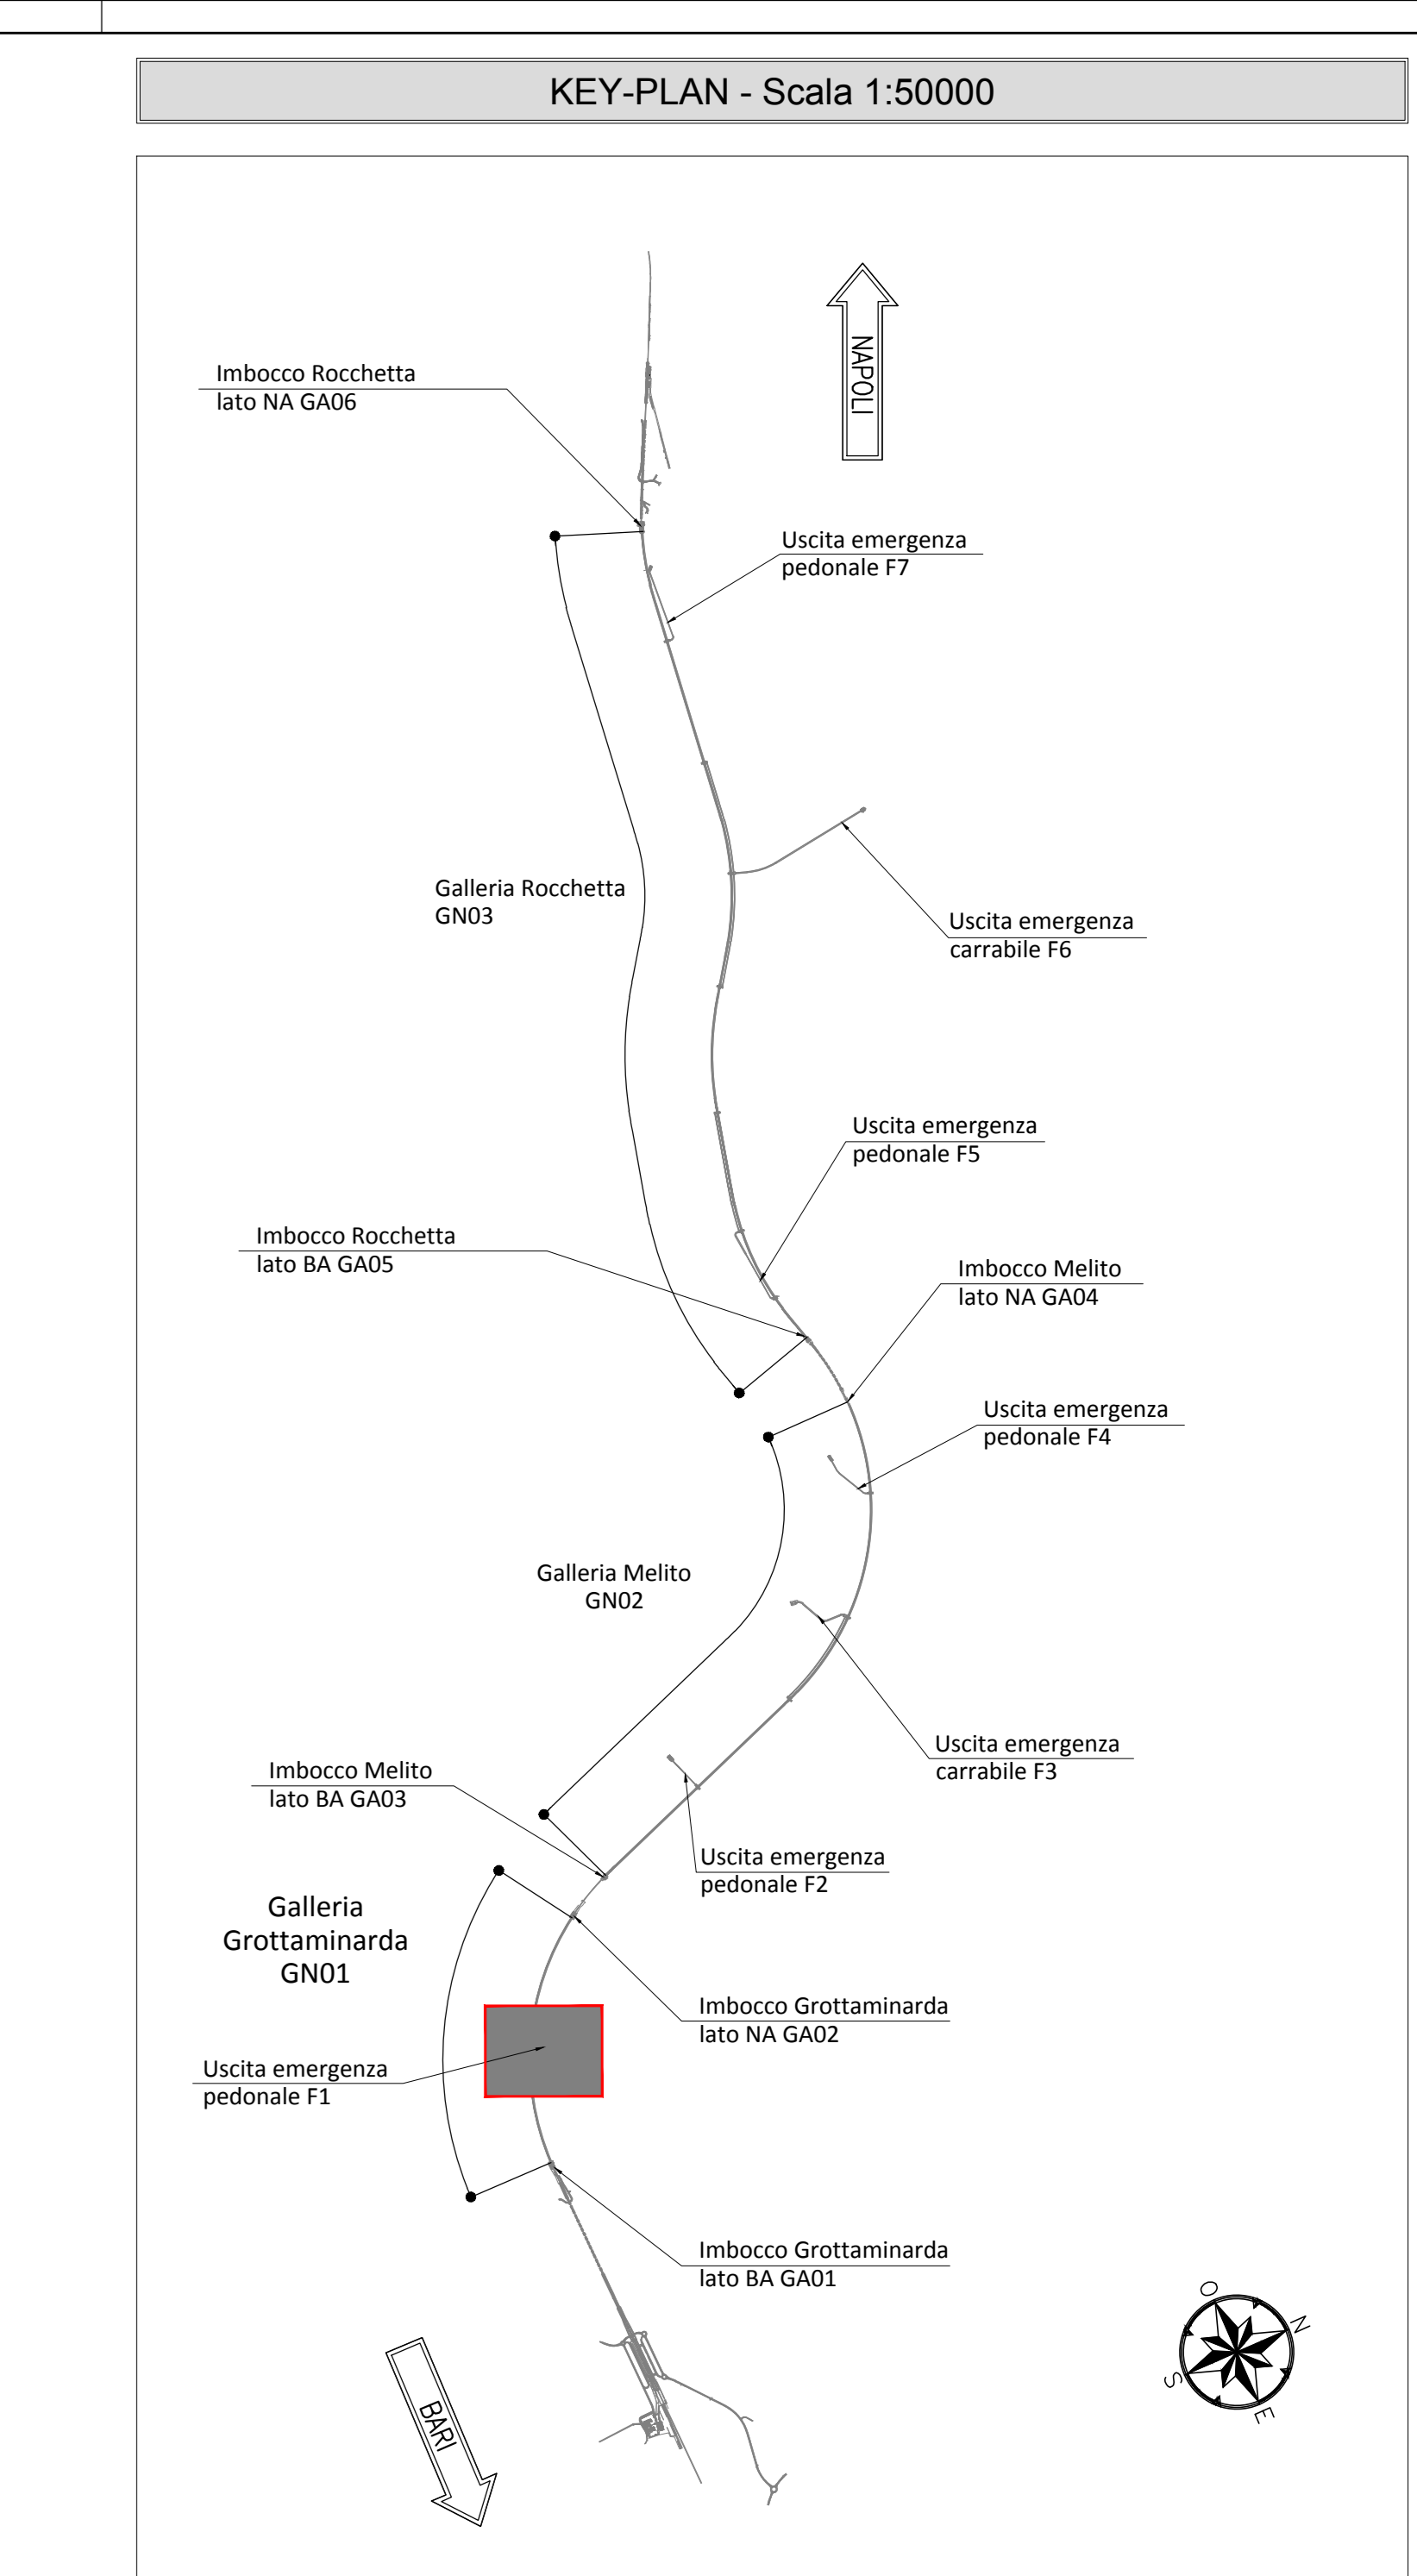 KEY-PLAN - Scala 1:50000
NAPOLI
Imbocco Rocchetta
lato NA GA06
Uscita emergenza
pedonale F7
Galleria Rocchetta
GN03
Uscita emergenza
carrabile F6
Uscita emergenza
pedonale F5
Imbocco Rocchetta
lato BA GA05
Imbocco Melito
lato NA GA04
Uscita emergenza
pedonale F4
Galleria Melito
GN02
Uscita emergenza
carrabile F3
Imbocco Melito
lato BA GA03
Uscita emergenza
pedonale F2
Galleria
Grottaminarda
GN01
Imbocco Grottaminarda
lato NA GA02
Uscita emergenza
pedonale F1
Imbocco Grottaminarda
lato BA GA01
O
N
S
E
BARI